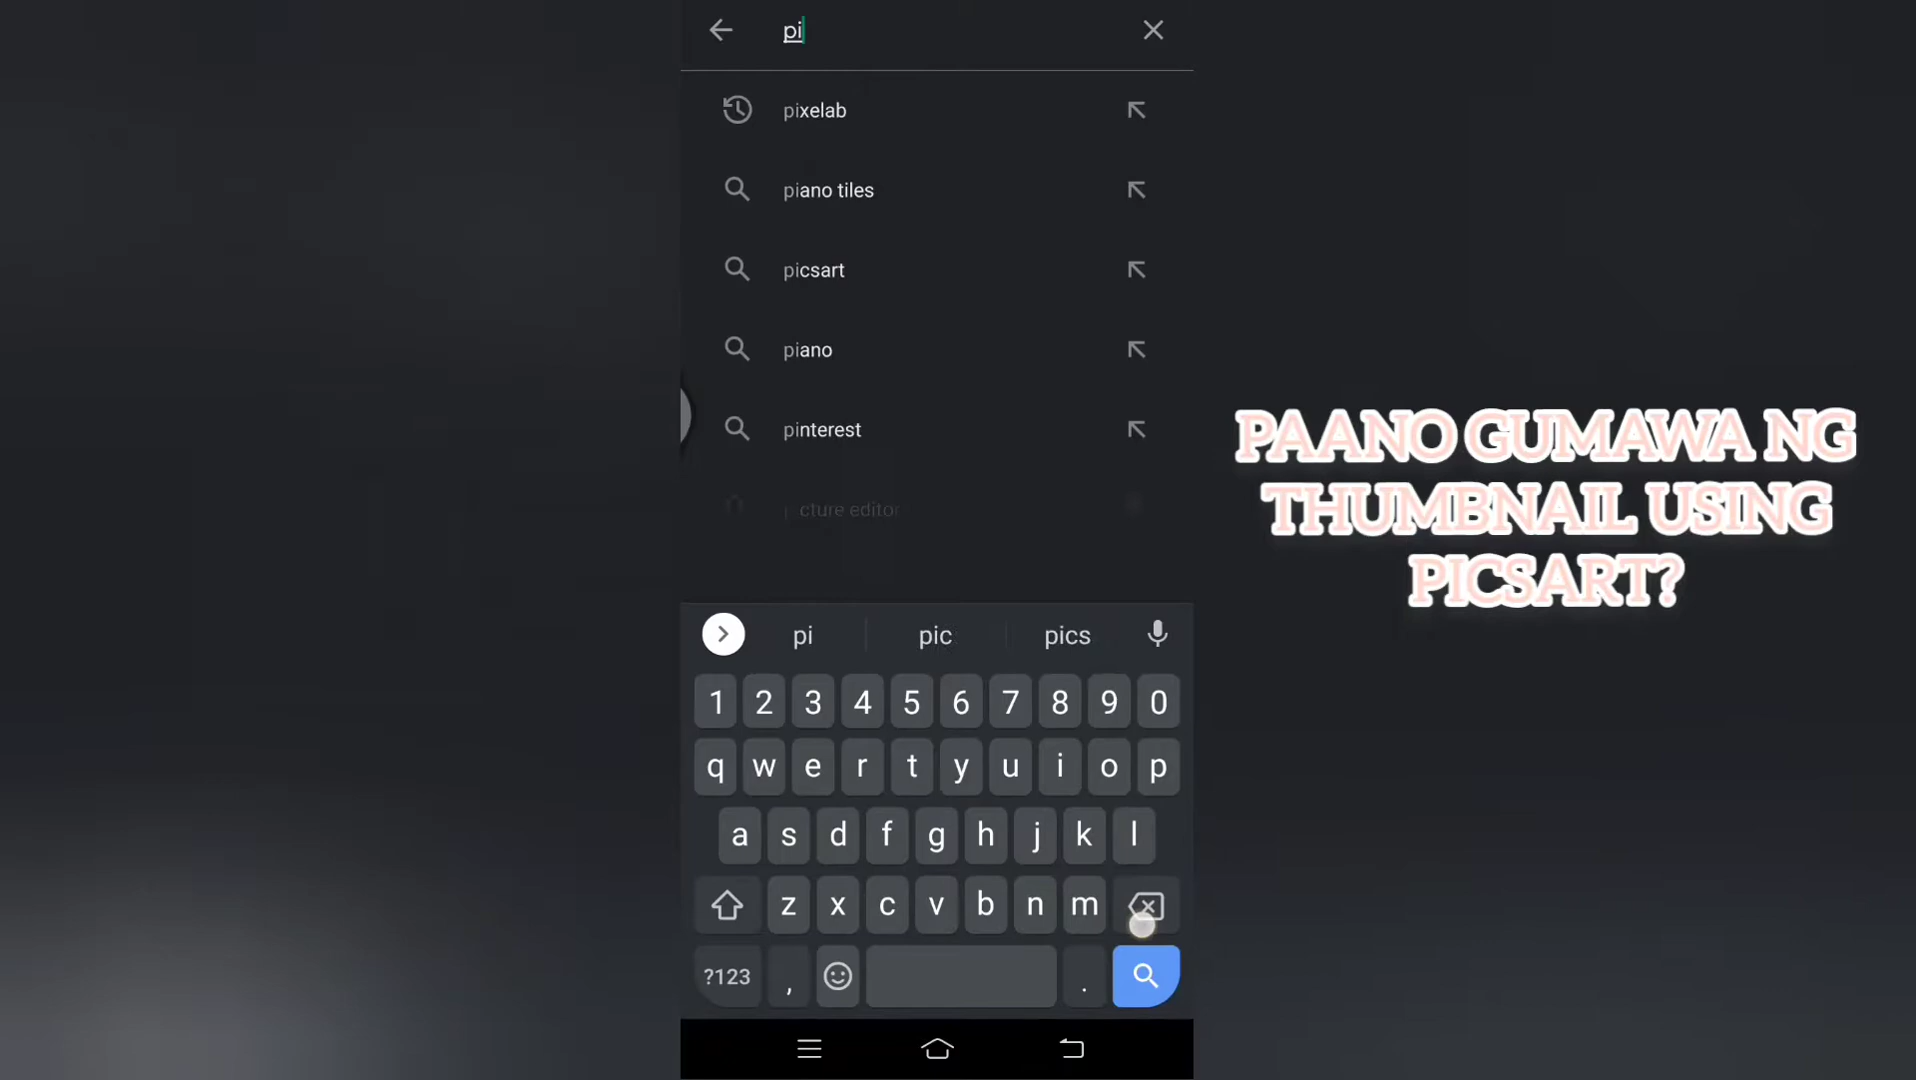 pi
pixelab
piano tiles
picsart
piano
pinterest
cture editor
PAANO GUMAWA NG
THUMBNAIL USING
PICSART?
pi pic pics
1 2 3 4 5 6 7 8 9 0
q w e r t y u i o p
a s d f g h j k l
z x c v b n m
?123 , .